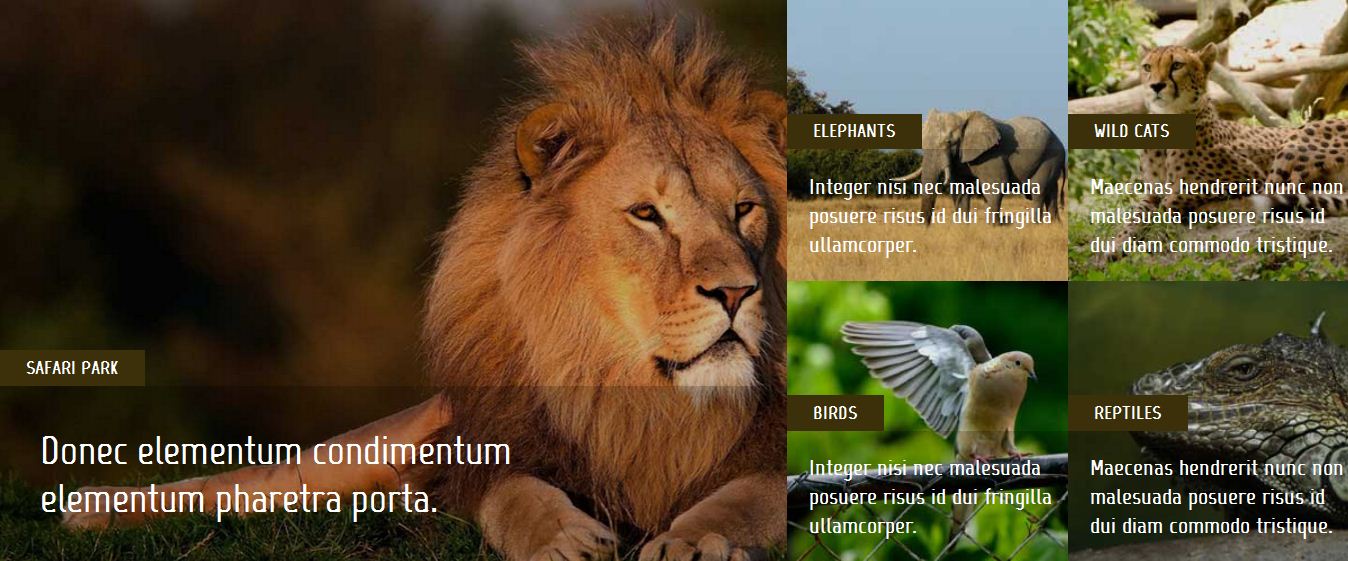 SAFARI PARK
Donec elementum condimentum
elementum pharetra porta.
ELEPHANTS
Integer nisi nec malesuada
posuere risus id dui fringilla
ullamcorper.
WILD CATS
Maecenas hendrerit nunc non
malesuada posuere risus id
dui diam commodo tristique.
BIRDS
Integer nisi nec malesuada
posuere risus id dui fringilla
ullamcorper.
REPTILES
Maecenas hendrerit nunc non
malesuada posuere risus id
dui diam commodo tristique.